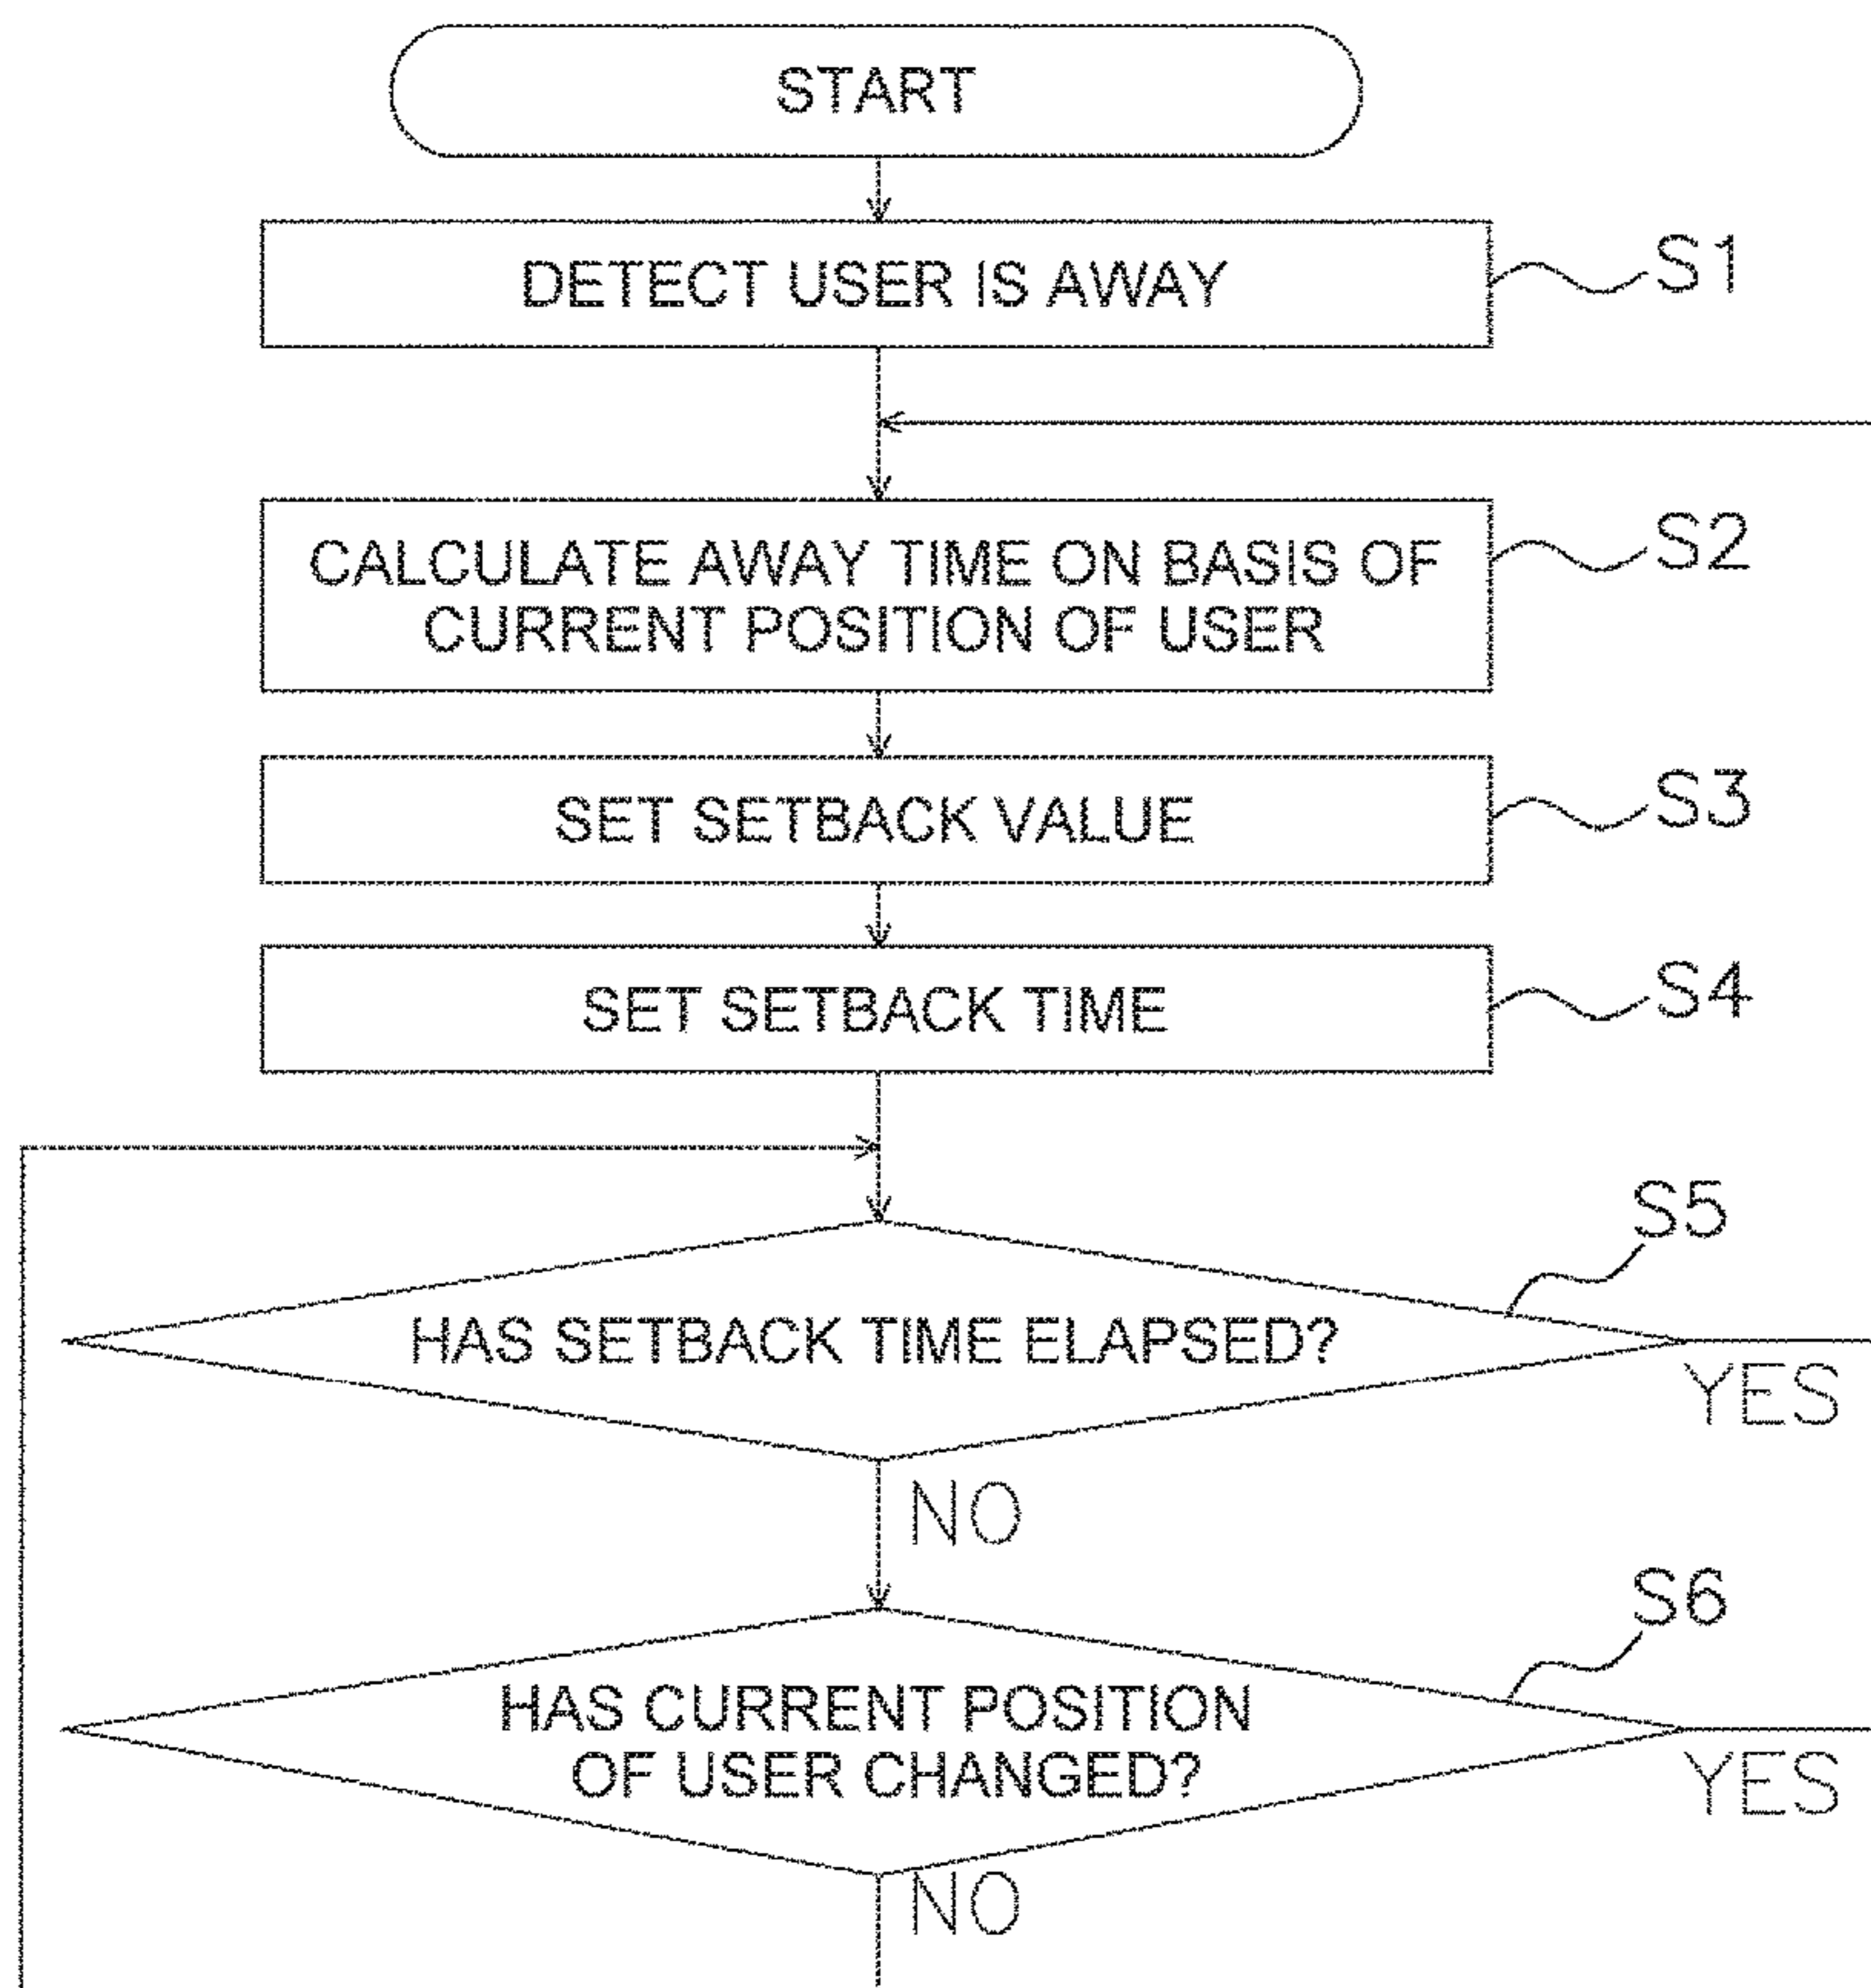 START
DETECT USER IS AWAY
S1
CALCULATE AWAY TIME ON BASIS OF
CURRENT POSITION OF USER
S2
SET SETBACK VALUE
S3
SET SETBACK TIME
S4
S5
HAS SETBACK TIME ELAPSED?
YES
NO
S6
HAS CURRENT POSITION
OF USER CHANGED?
YES
NO